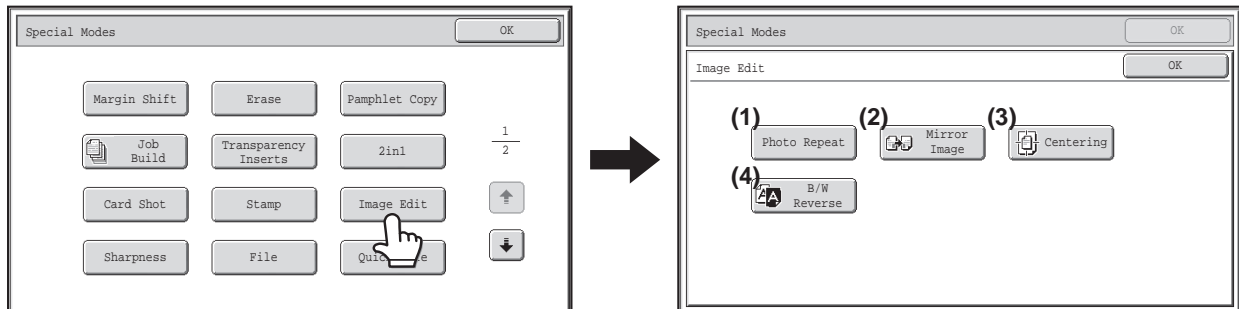 Special Modes
OK
Margin Shift
Erase
Pamphlet Copy
Job
Build
Transparency
Inserts
2in1
1
2
Card Shot
Stamp
Image Edit
Sharpness
File
Special Modes
OK
Image Edit
OK
(1)
Photo Repeat
(2)
Mirror
Image
(3)
Centering
(4)
B/W
Reverse